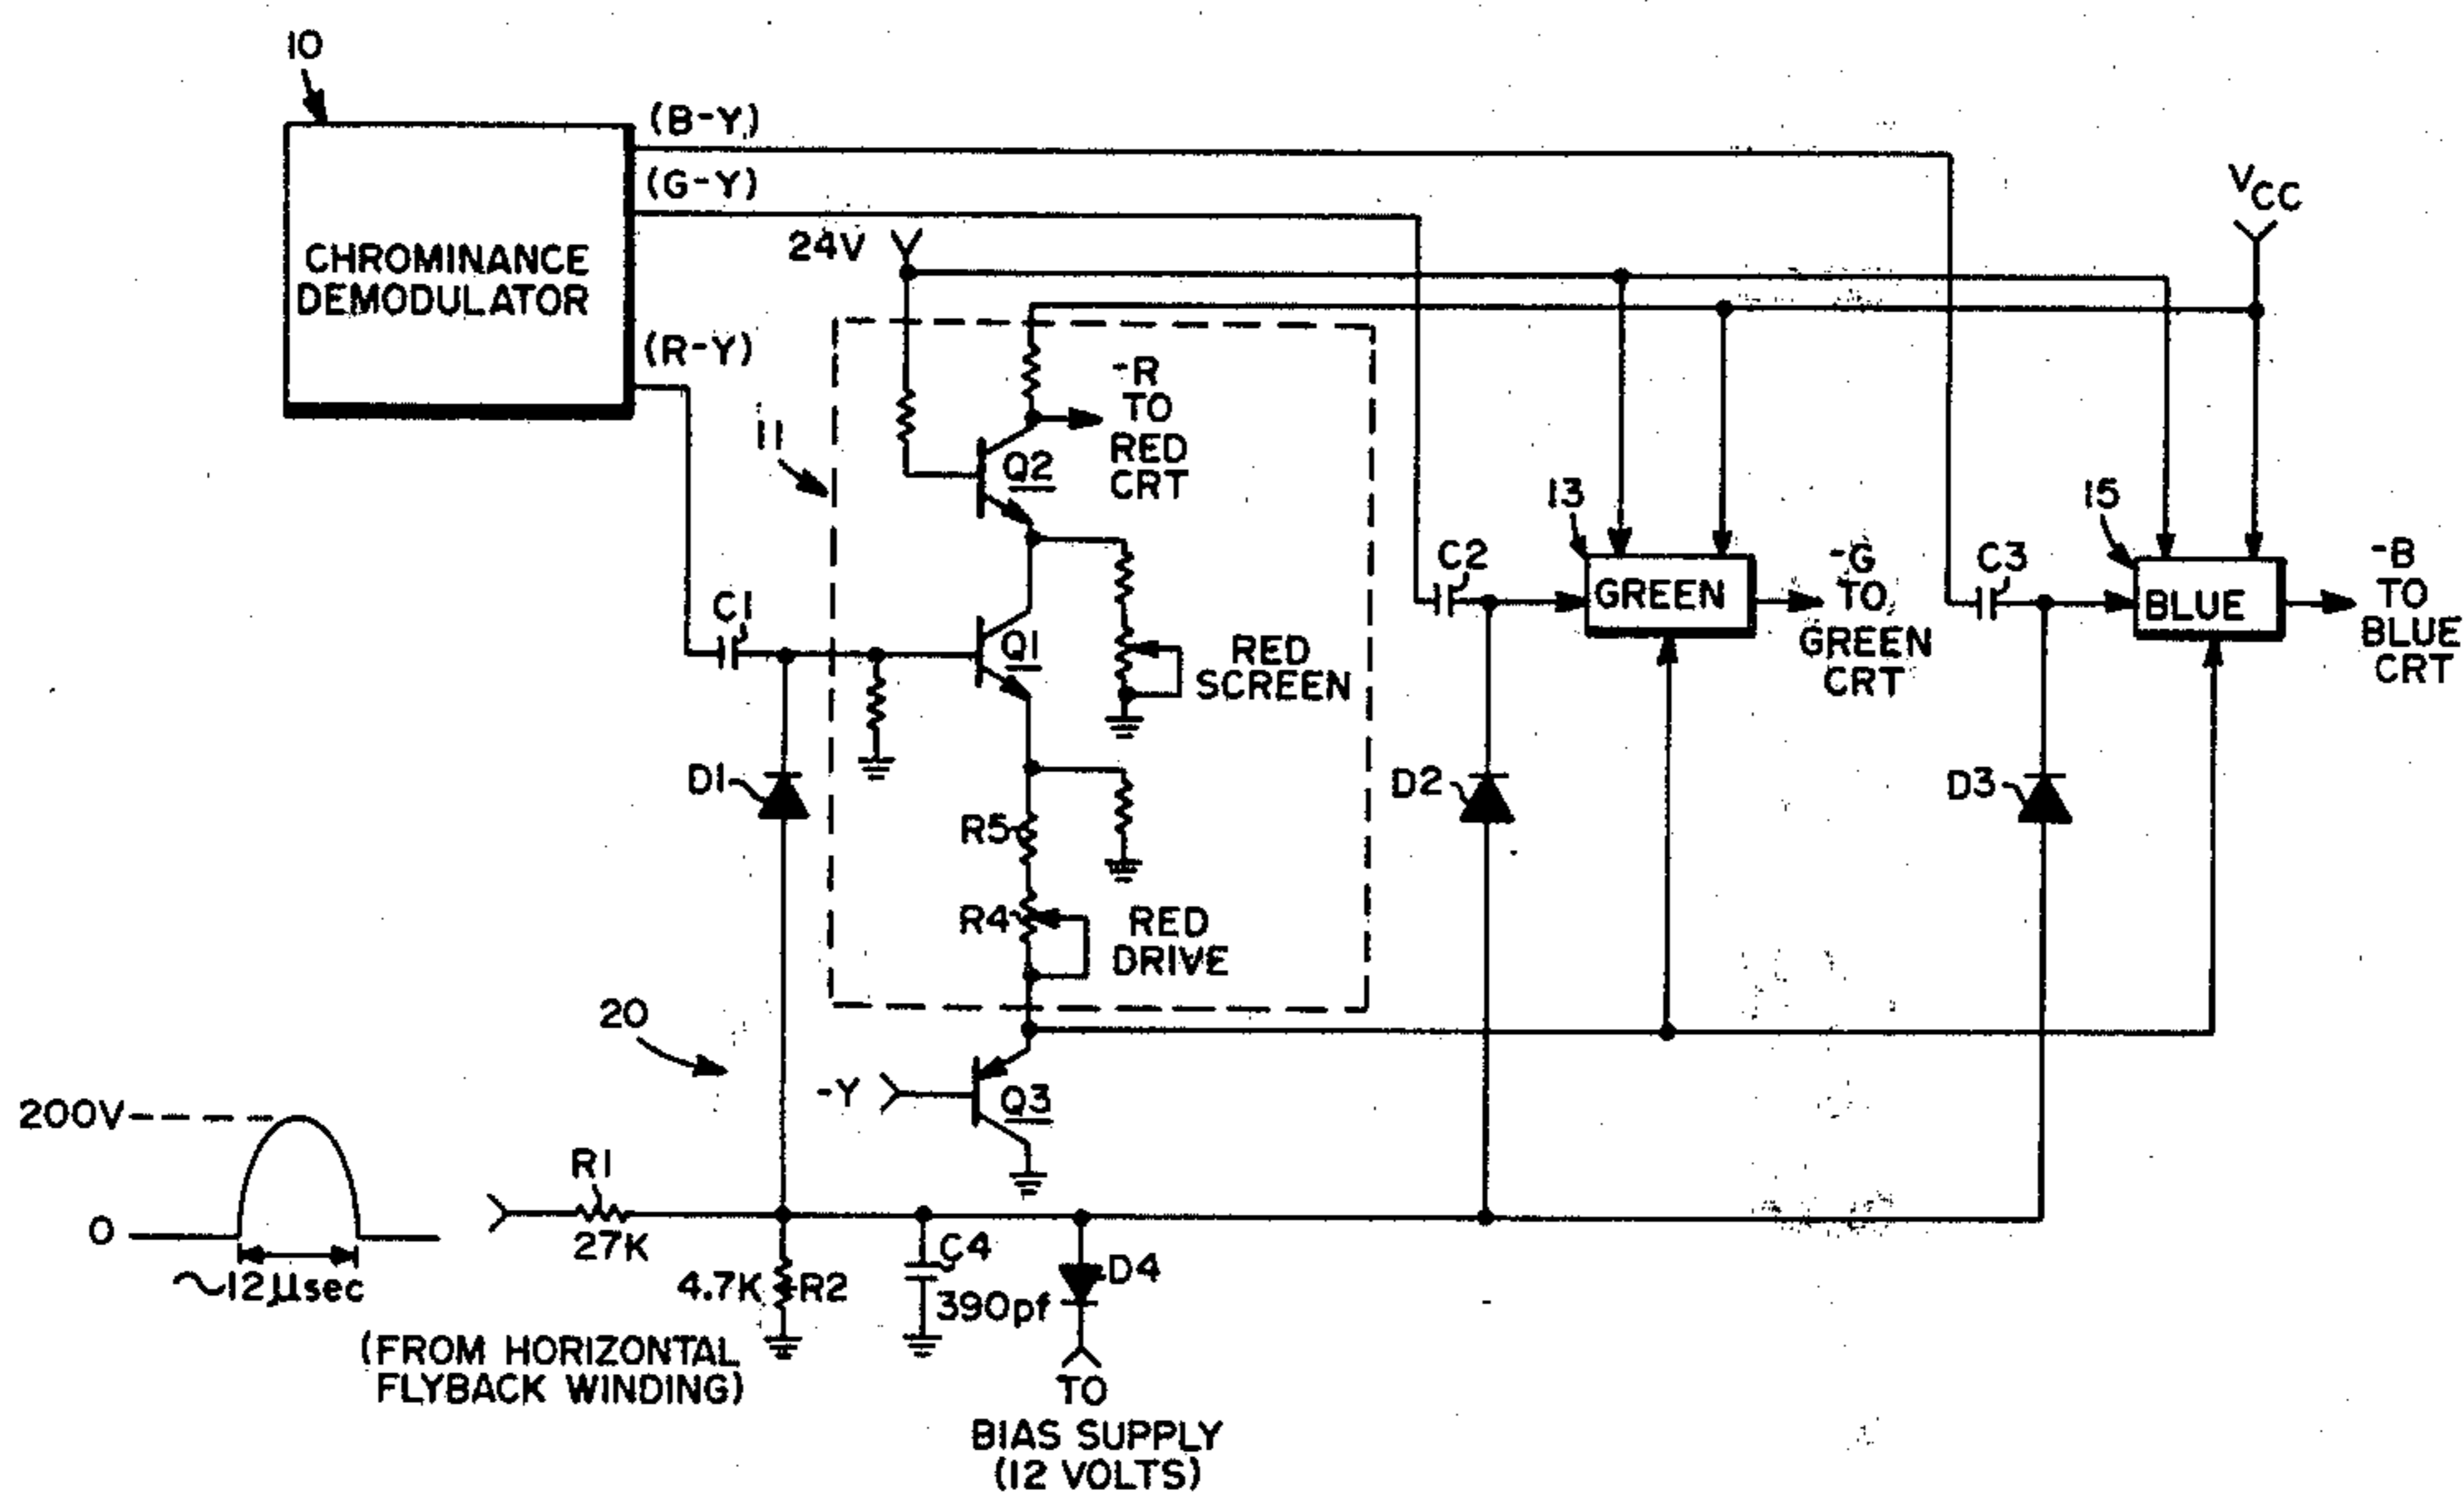 10
(B-Y)
(G-Y)
VCC
24V
CHROMINANCE
DEMODULATOR
(R-Y)
11
-R
TO
RED
CRT
Q2
13
15
C2
C3
-G
TO
GREEN
CRT
-B
TO
BLUE
CRT
GREEN
BLUE
C1
Q1
RED
SCREEN
D1
D2
D3
R5
R4
RED
DRIVE
20
-Y
Q3
200V
0
~12µsec
R1
27K
4.7K
R2
C4
390pf
D4
(FROM HORIZONTAL
FLYBACK WINDING)
TO
BIAS SUPPLY
(12 VOLTS)